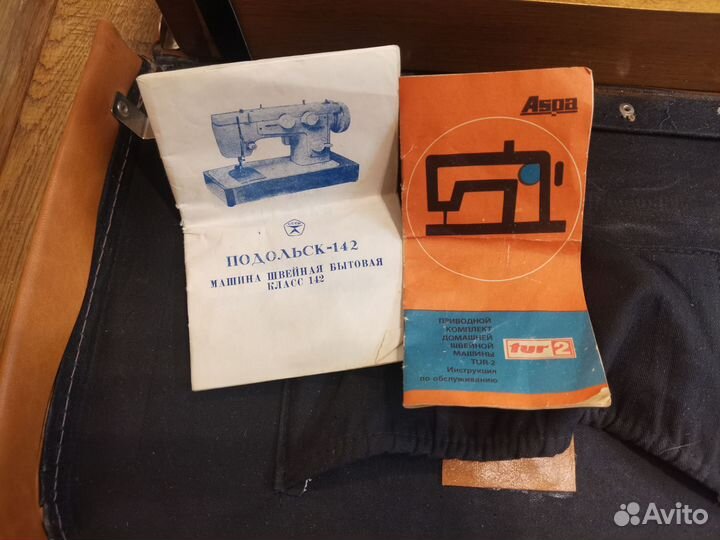 ПОДОЛЬСК-142
МАШИНА ШВЕЙНАЯ БЫТОВАЯ
КЛАСС 142
Aspa
ПРИВОДНОЙ
КОМПЛЕКТ
ДОМАШНЕЙ
ШВЕЙНОЙ
МАШИНЫ
TUR-2
Инструкция
по обслуживанию
tur 2
Avito